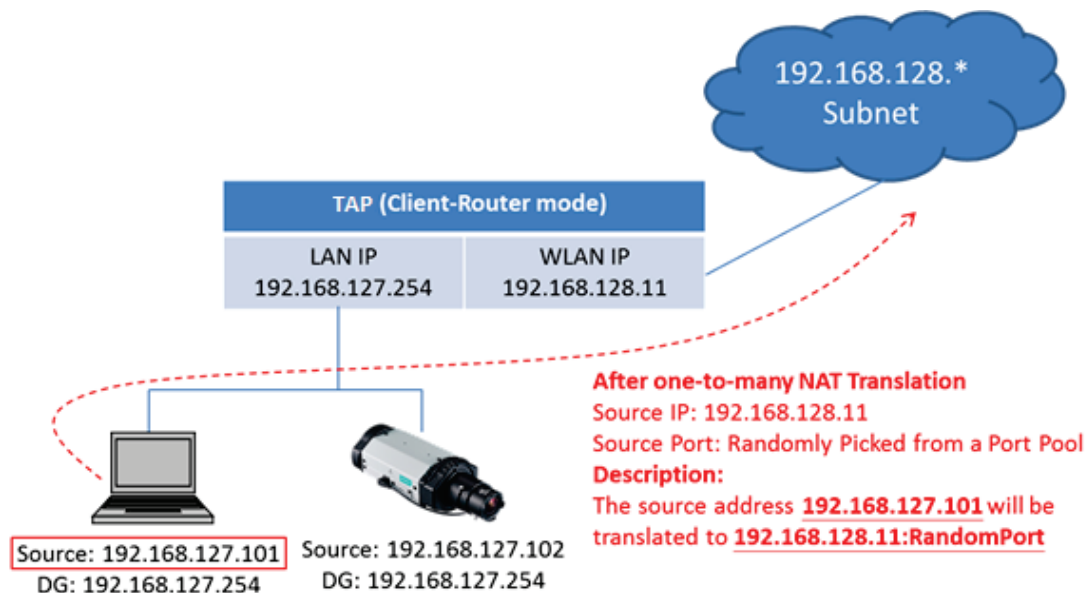 192.168.128.*
Subnet
TAP (Client-Router mode)
LAN IP
192.168.127.254
WLAN IP
192.168.128.11
After one-to-many NAT Translation
Source IP: 192.168.128.11
Source Port: Randomly Picked from a Port Pool
Description:
The source address 192.168.127.101 will be
translated to 192.168.128.11:RandomPort
Source: 192.168.127.101
DG: 192.168.127.254
Source: 192.168.127.102
DG: 192.168.127.254